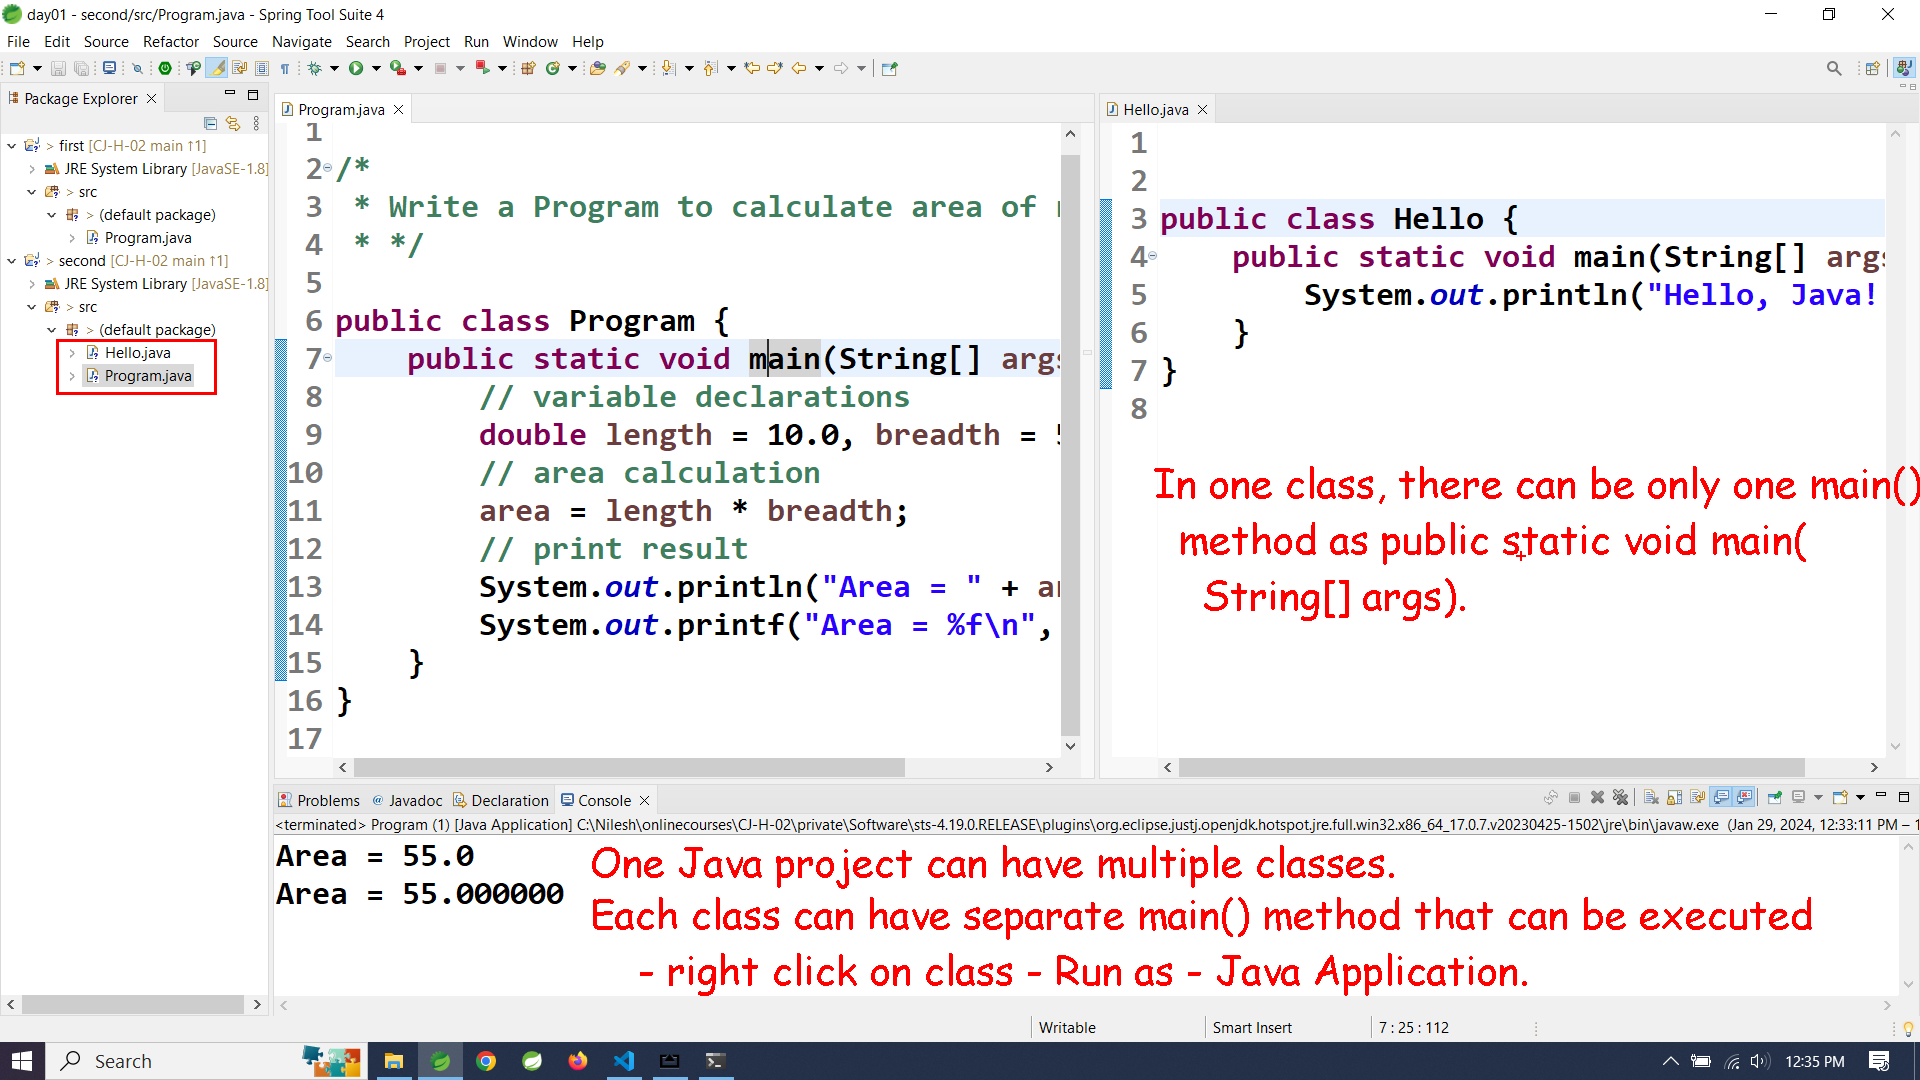 day01 - second/src/Program.java - Spring Tool Suite 4
File Edit Source Refactor Source Navigate Search Project Run Window Help
Package Explorer
> first [CJ-H-02 main ↑1]
JRE System Library [JavaSE-1.8]
> src
> (default package)
Program.java
> second [CJ-H-02 main ↑1]
JRE System Library [JavaSE-1.8]
> src
> (default package)
Hello.java
Program.java
Program.java
1
2 /*
3 * Write a Program to calculate area of
4 * */
5
6 public class Program {
7 public static void main(String[] args
8 // variable declarations
9 double length = 10.0, breadth = 5
10 // area calculation
11 area = length * breadth;
12 // print result
13 System.out.println("Area = " + ar
14 System.out.printf("Area = %f\n",
15 }
16 }
17
Hello.java
1
2
3 public class Hello {
4 public static void main(String[] args
5 System.out.println("Hello, Java!
6 }
7 }
8
In one class, there can be only one main()
method as public static void main(
String[] args).
Problems @ Javadoc Declaration Console
<terminated> Program (1) [Java Application] C:\Nilesh\onlinecourses\CJ-H-02\private\Software\sts-4.19.0.RELEASE\plugins\org.eclipse.justj.openjdk.hotspot.jre.full.win32.x86_64_17.0.7.v20230425-1502\jre\bin\javaw.exe (Jan 29, 2024, 12:33:11 PM – 1
Area = 55.0
Area = 55.000000
One Java project can have multiple classes.
Each class can have separate main() method that can be executed
- right click on class - Run as - Java Application.
Writable Smart Insert 7 : 25 : 112
Search
12:35 PM